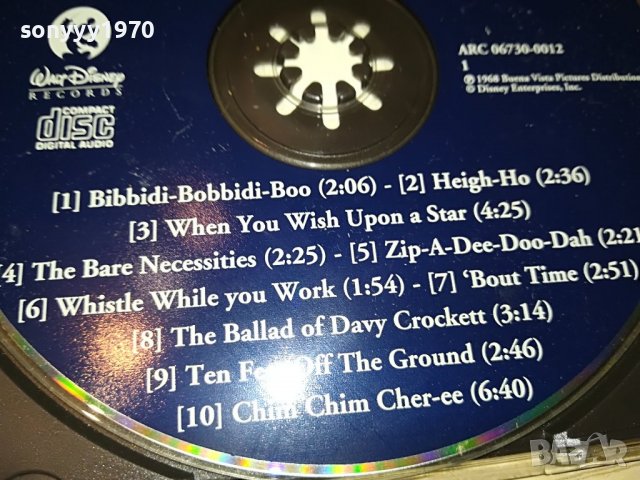 sonyyy1970
WALT DISNEY
RECORDS
COMPACT
disc
DIGITAL AUDIO
ARC 06730-0012
1
℗ 1968 Buena Vista Pictures
© Disney Enterprises, Inc.
[1] Bibbidi-Bobbidi-Boo (2:06) - [2] Heigh-Ho (2:36)
[3] When You Wish Upon a Star (4:25)
4] The Bare Necessities (2:25) - [5] Zip-A-Dee-Doo-Dah (2:21
[6] Whistle While you Work (1:54) - [7] ‘Bout Time (2:51)
[8] The Ballad of Davy Crockett (3:14)
[9] Ten Feet Off The Ground (2:46)
[10] Chim Chim Cher-ee (6:40)
BAZAR